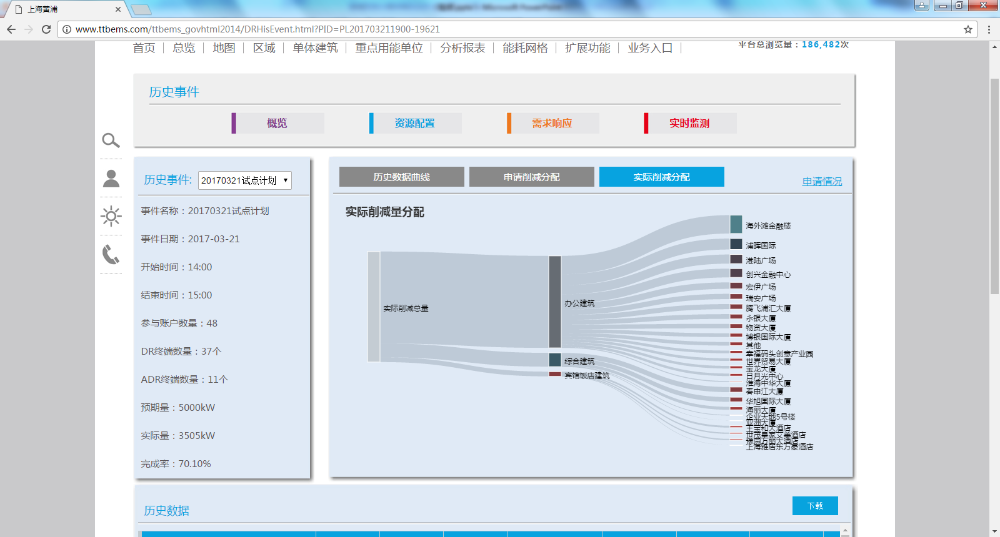 上海黄浦
www.ttbems.com/ttbems_govhtml2014/DRHisEvent.html?PID=PL201703211900-19621
首页 | 总览 | 地图 | 区域 | 单体建筑 | 重点用能单位 | 分析报表 | 能耗网格 | 扩展功能 | 业务入口 |
平台总浏览量：186,482次
历史事件
概览 资源配置 需求响应 实时监测
历史事件: 20170321试点计划
事件名称：20170321试点计划
事件日期：2017-03-21
开始时间：14:00
结束时间：15:00
参与账户数量：48
DR终端数量：37个
ADR终端数量：11个
预期量：5000kW
实际量：3505kW
完成率：70.10%
历史数据曲线 申请削减分配 实际削减分配
申请情况
实际削减量分配
实际削减总量
办公建筑
综合建筑
宾馆饭店建筑
海外滩金融楼
浦晖国际
港陆广场
创兴金融中心
宏伊广场
瑞安广场
腾飞浦汇大厦
永银大厦
物资大厦
博银国际大厦
其他
幸福码头创意产业园
世界贸易大厦
宝龙大厦
日月光中心
淮海中华大厦
春申江大厦
华旭国际大厦
海丽大厦
企业天地5号楼
亚洲大厦
王宝和大酒店
世茂皇家艾美酒店
豫园万丽大酒店
上海雅居乐万豪酒店
历史数据
下载